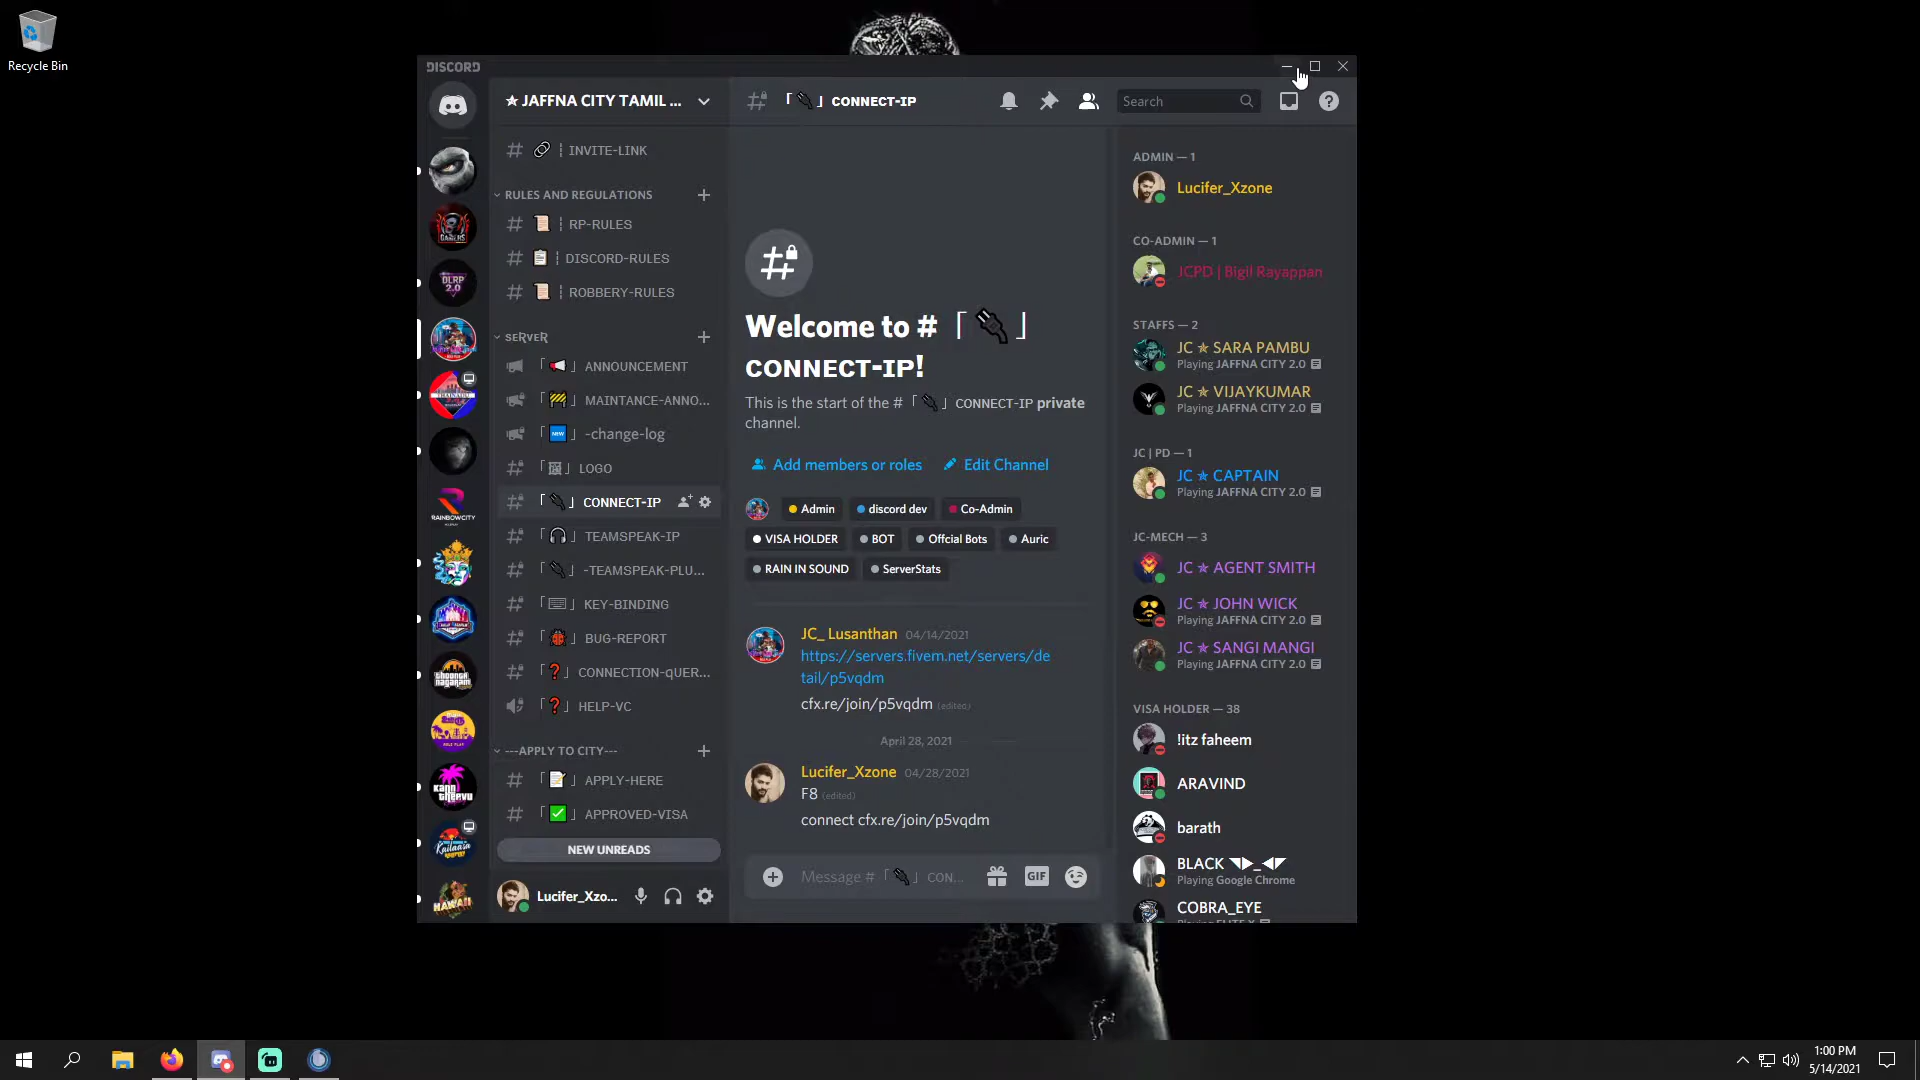 Recycle Bin
DISCORD
✯ JAFFNA CITY TAMIL ...
「🔌」 CONNECT-IP
Search
🔗 ¦ INVITE-LINK
RULES AND REGULATIONS
📜 ¦ RP-RULES
📋 ¦ DISCORD-RULES
📜 ¦ ROBBERY-RULES
SEƦVEƦ
「📢」 ANNOUNCEMENT
「🚧」 MAINTANCE-ANNO...
「🆕」 -change-log
「🖼」 LOGO
「🔌」 CONNECT-IP
「🎧」 TEAMSPEAK-IP
「🔌」 -TEAMSPEAK-PLU...
「⌨」 KEY-BINDING
「🐞」 BUG-REPORT
「❓」 CONNECTION-qUER...
「❓」 HELP-VC
---APPLY TO CITY---
「📝」 APPLY-HERE
「✅」 APPROVED-VISA
NEW UNREADS
Lucifer_Xzo...
Welcome to # 「🔌」
CONNECT-IP!
This is the start of the # 「🔌」 CONNECT-IP private
channel.
Add members or roles
Edit Channel
Admin
discord dev
Co-Admin
VISA HOLDER
BOT
Offcial Bots
Auric
RAIN IN SOUND
ServerStats
JC_ Lusanthan 04/14/2021
https://servers.fivem.net/servers/de
tail/p5vqdm
cfx.re/join/p5vqdm (edited)
April 28, 2021
Lucifer_Xzone 04/28/2021
F8 (edited)
connect cfx.re/join/p5vqdm
Message # 「🔌」 CON...
GIF
ADMIN — 1
Lucifer_Xzone
CO-ADMIN — 1
JCPD | Bigil Rayappan
STAFFS — 2
JC ✯ SARA PAMBU
Playing JAFFNA CITY 2.0
JC ✯ VIJAYKUMAR
Playing JAFFNA CITY 2.0
JC | PD — 1
JC ✯ CAPTAIN
Playing JAFFNA CITY 2.0
JC-MECH — 3
JC ✯ AGENT SMITH
JC ✯ JOHN WICK
Playing JAFFNA CITY 2.0
JC ✯ SANGI MANGI
Playing JAFFNA CITY 2.0
VISA HOLDER — 38
!itz faheem
ARAVIND
barath
BLACK ◥▶_◀◤
Playing Google Chrome
COBRA_EYE
1:00 PM
5/14/2021